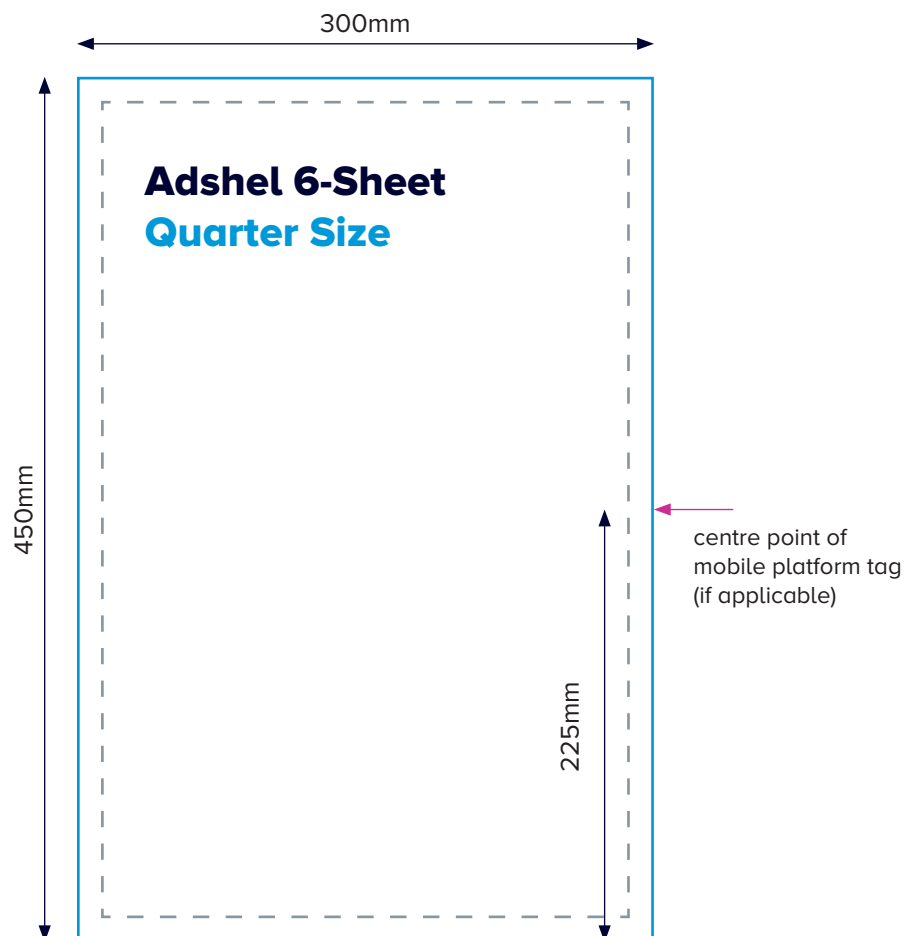 300mm
Adshel 6-Sheet
Quarter Size
450mm
centre point of
mobile platform tag
(if applicable)
225mm